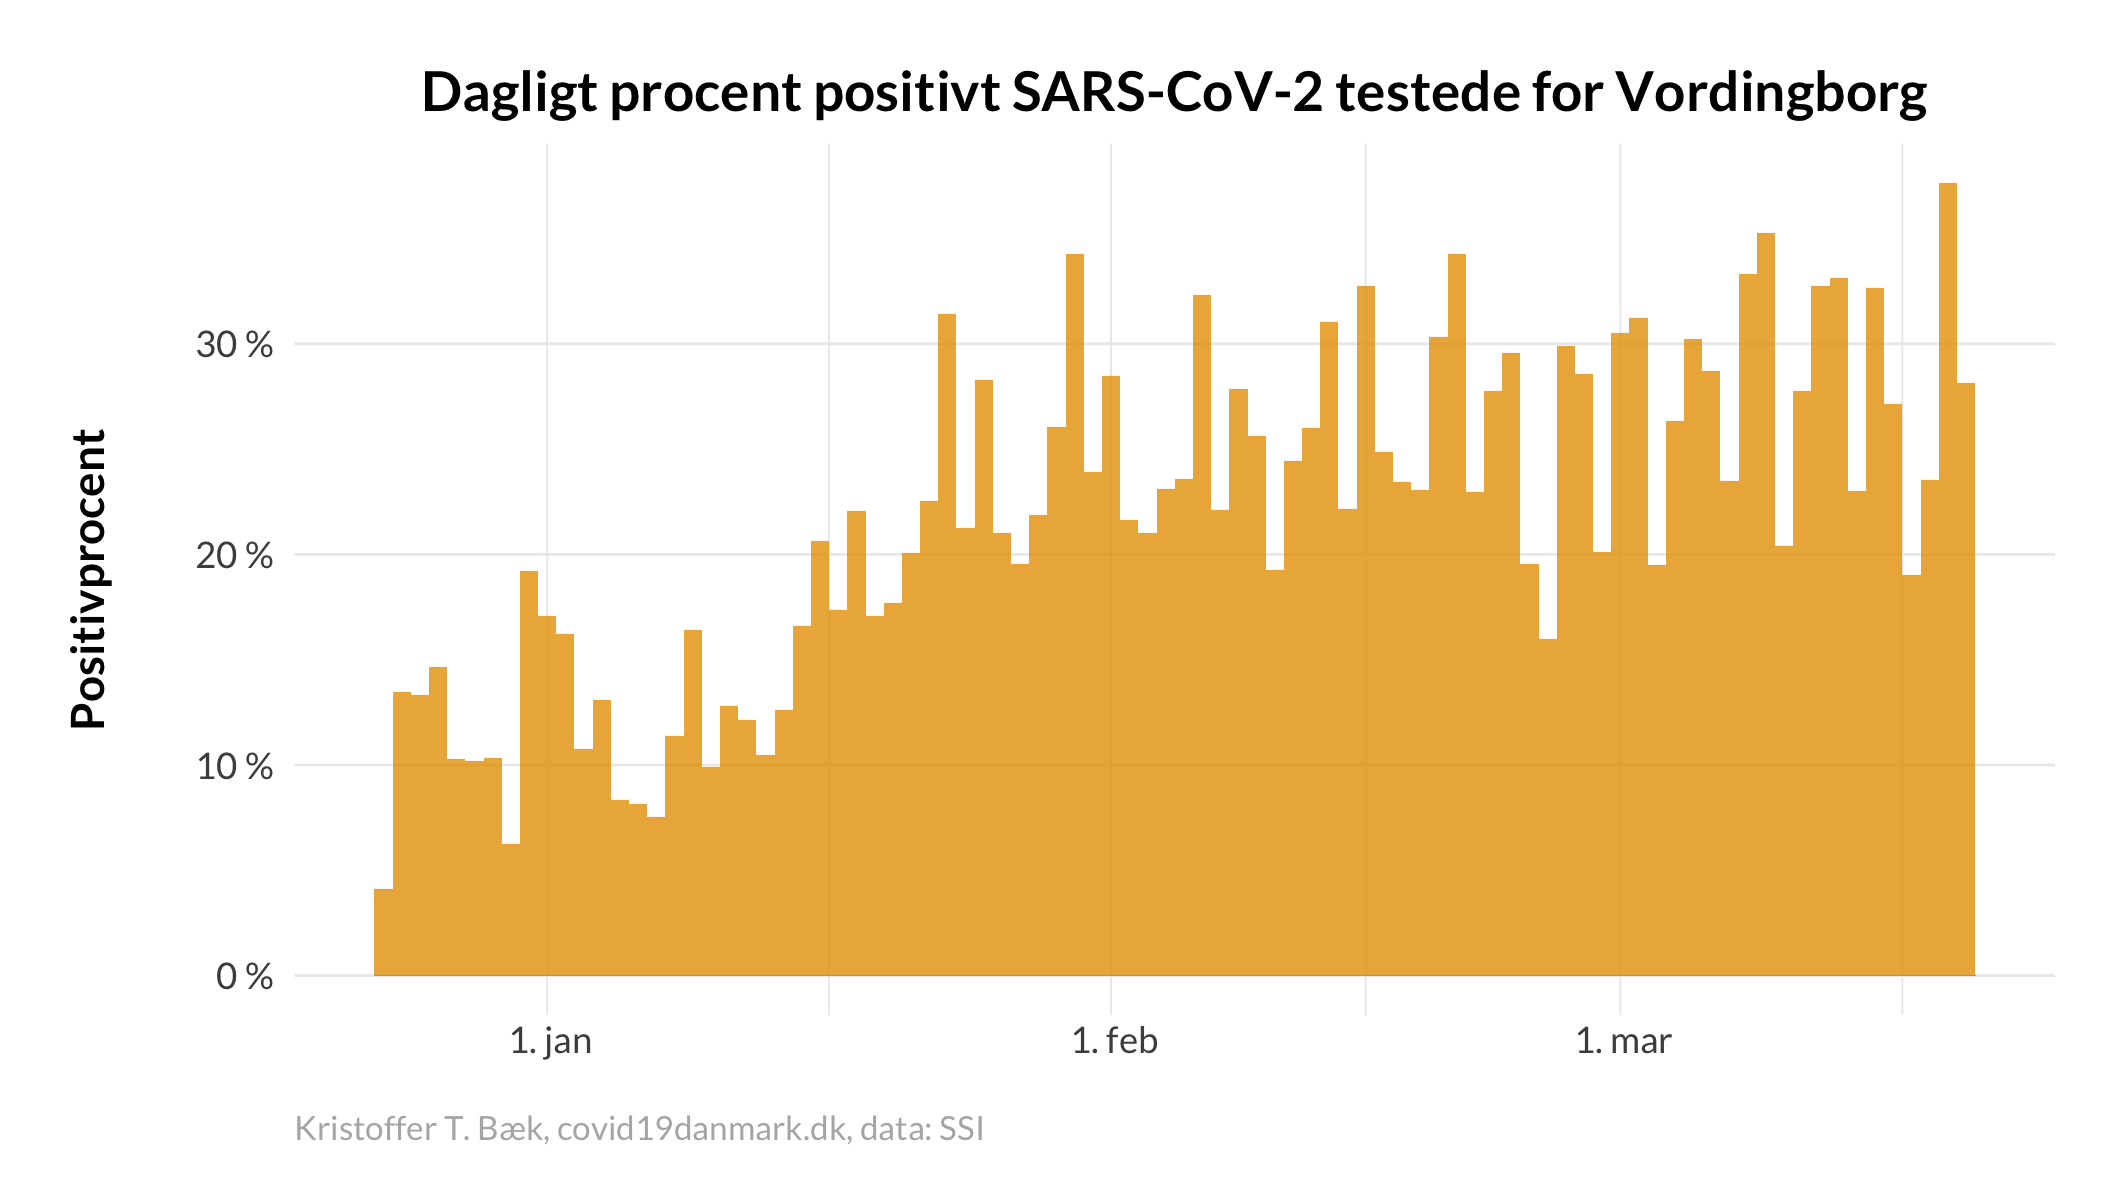 Dagligt procent positivt SARS-CoV-2 testede for Vordingborg
Positivprocent
30 %
20 %
10 %
0 %
1. jan
1. feb
1. mar
Kristoffer T. Bæk, covid19danmark.dk, data: SSI